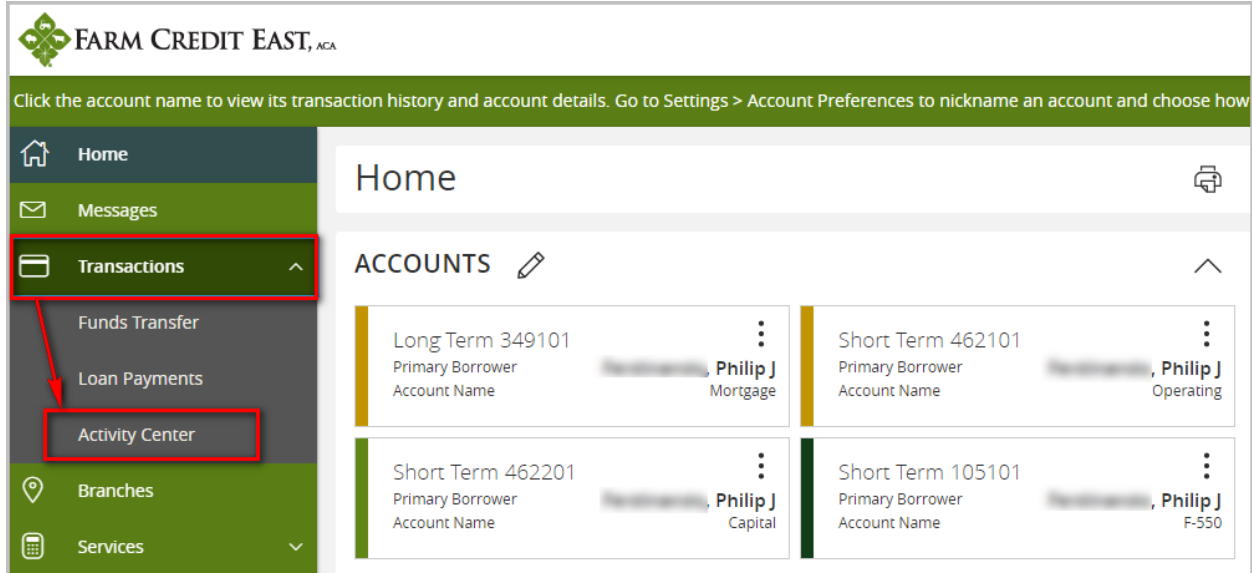 FARM CREDIT EAST, ACA
Click the account name to view its transaction history and account details. Go to Settings > Account Preferences to nickname an account and choose how
Home
Messages
Transactions
Funds Transfer
Loan Payments
Activity Center
Branches
Services
Home
ACCOUNTS
Long Term 349101
Primary Borrower , Philip J
Account Name Mortgage
Short Term 462101
Primary Borrower , Philip J
Account Name Operating
Short Term 462201
Primary Borrower , Philip J
Account Name Capital
Short Term 105101
Primary Borrower , Philip J
Account Name F-550